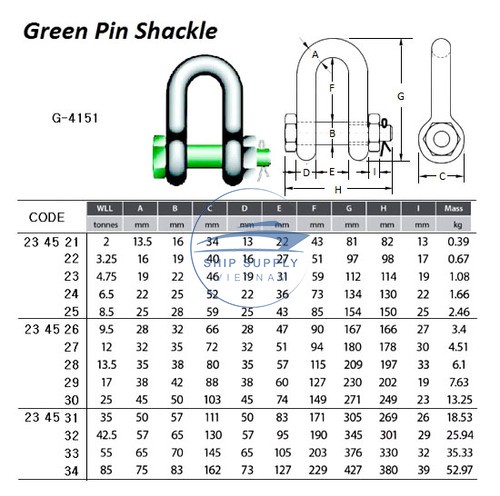 Green Pin Shackle
G-4151
A
F
B
G
D
E
I
H
C
CODE WLL A B C D E F G H I Mass
tonnes mm mm mm mm mm mm mm mm mm kg
23 45 21 2 13.5 16 34 13 22 43 81 82 13 0.39
22 3.25 16 19 40 16 27 51 97 98 17 0.67
23 4.75 19 22 46 19 31 59 112 114 19 1.08
24 6.5 22 25 52 22 36 73 134 130 22 1.66
25 8.5 25 28 59 25 43 85 154 150 25 2.46
23 45 26 9.5 28 32 66 28 47 90 167 166 27 3.4
27 12 32 35 72 32 51 94 180 178 30 4.51
28 13.5 35 38 80 35 57 115 209 197 33 6.1
29 17 38 42 88 38 60 127 230 202 19 7.63
30 25 45 50 103 45 74 149 271 249 23 13.25
23 45 31 35 50 57 111 50 83 171 305 269 26 18.53
32 42.5 57 65 130 57 95 190 345 301 29 25.94
33 55 65 70 145 65 105 203 376 330 32 35.33
34 85 75 83 162 73 127 229 427 380 39 52.97
SHIP SUPPLY
VIETNAM